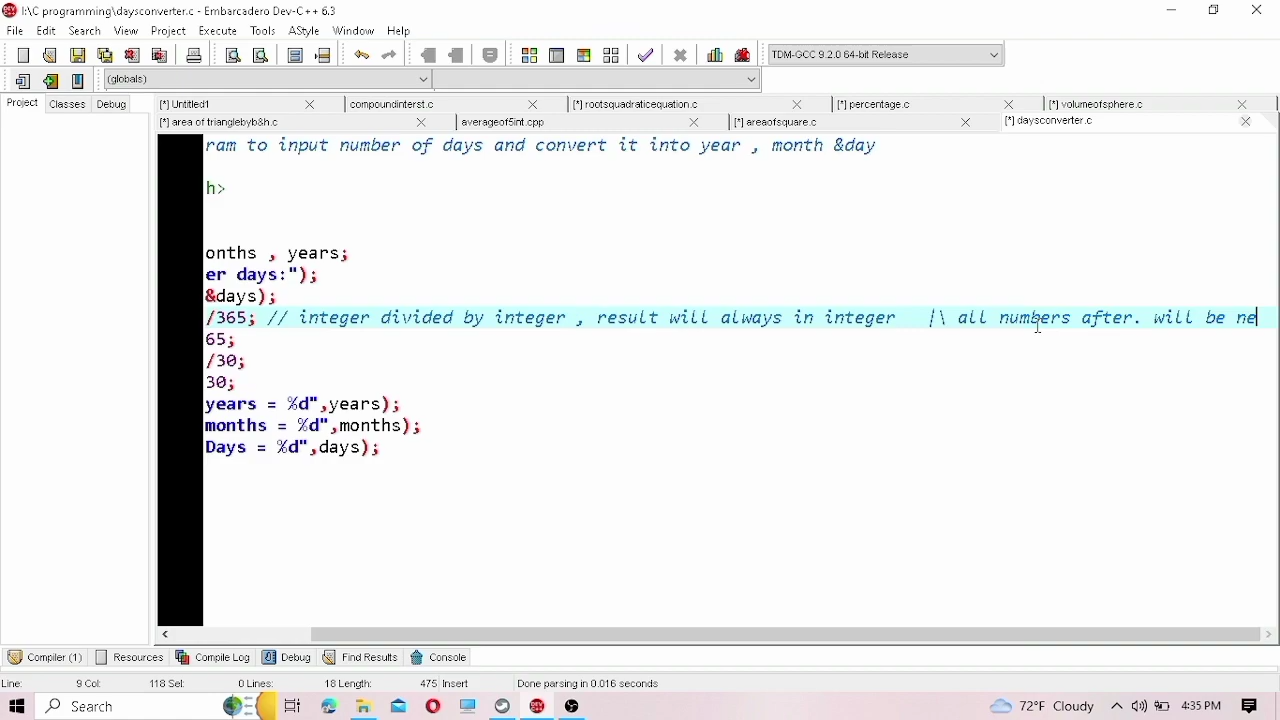 I:\C programming\daysconverter.c - Embarcadero Dev-C++ 6.3
File Edit Search View Project Execute Tools AStyle Window Help
TDM-GCC 9.2.0 64-bit Release
(globals)
Project Classes Debug
[*] Untitled1 compoundinterst.c [*] rootsquadraticequation.c [*] percentage.c [*] volumeofsphere.c
[*] area of trianglebyb&h.c averageof5int.cpp [*] areaofsquare.c [*] daysconverter.c
ram to input number of days and convert it into year , month &day
h>
onths , years;
er days:");
&days);
/365; // integer divided by integer , result will always in integer |\ all numbers after. will be ne
65;
/30;
30;
years = %d",years);
months = %d",months);
Days = %d",days);
Compiler (1) Resources Compile Log Debug Find Results Console
Line: 9 Col: 118 Sel: 0 Lines: 18 Length: 475 Insert Done parsing in 0.016 seconds
Search DEV C++ 72°F Cloudy 4:35 PM